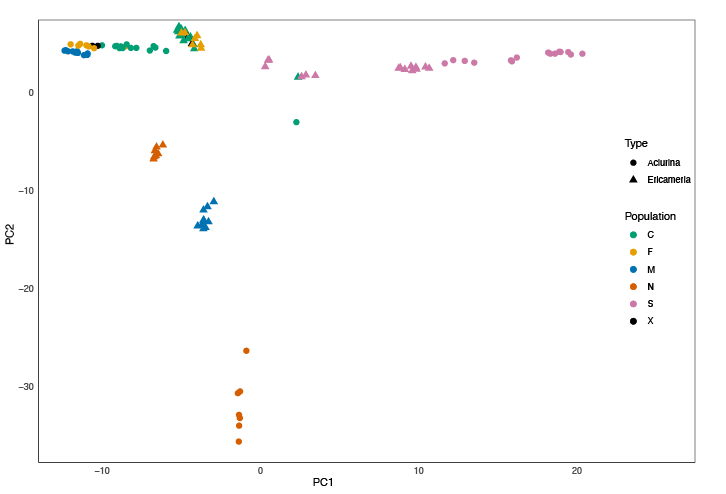 0
−10
−20
−30
PC2
−10
0
10
20
PC1
Type
Aciurina
Ericameria
Population
C
F
M
N
S
X